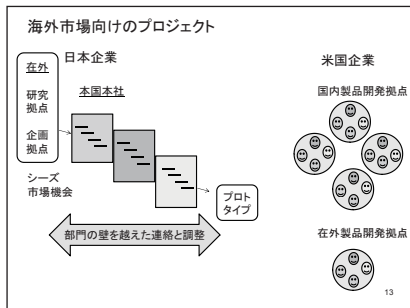 海外市場向けのプロジェクト
日本企業
在外
研究
拠点
企画
拠点
本国本社
シーズ
市場機会
プロト
タイプ
部門の壁を越えた連絡と調整
米国企業
国内製品開発拠点
在外製品開発拠点
13